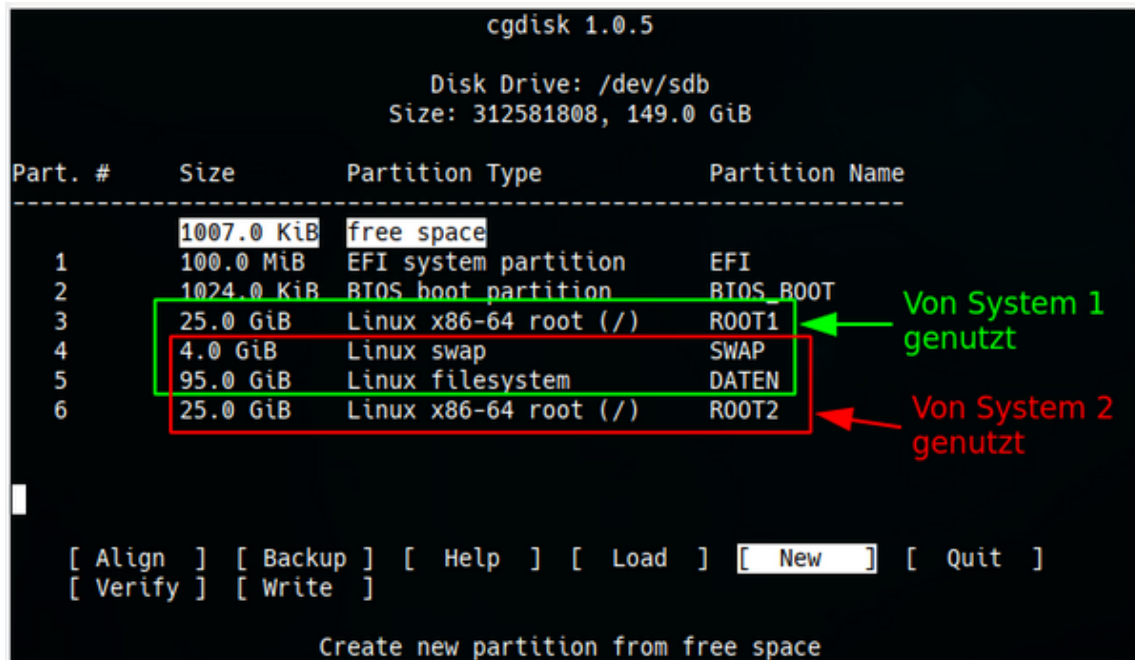 cgdisk 1.0.5
Disk Drive: /dev/sdb
Size: 312581808, 149.0 GiB
Part. # Size Partition Type Partition Name
----------------------------------------------------------------
1007.0 KiB free space
1 100.0 MiB EFI system partition EFI
2 1024.0 KiB BIOS boot partition BIOS_BOOT
3 25.0 GiB Linux x86-64 root (/) ROOT1
4 4.0 GiB Linux swap SWAP
5 95.0 GiB Linux filesystem DATEN
6 25.0 GiB Linux x86-64 root (/) ROOT2
Von System 1
genutzt
Von System 2
genutzt
[ Align ] [ Backup ] [ Help ] [ Load ] [ New ] [ Quit ]
[ Verify ] [ Write ]
Create new partition from free space